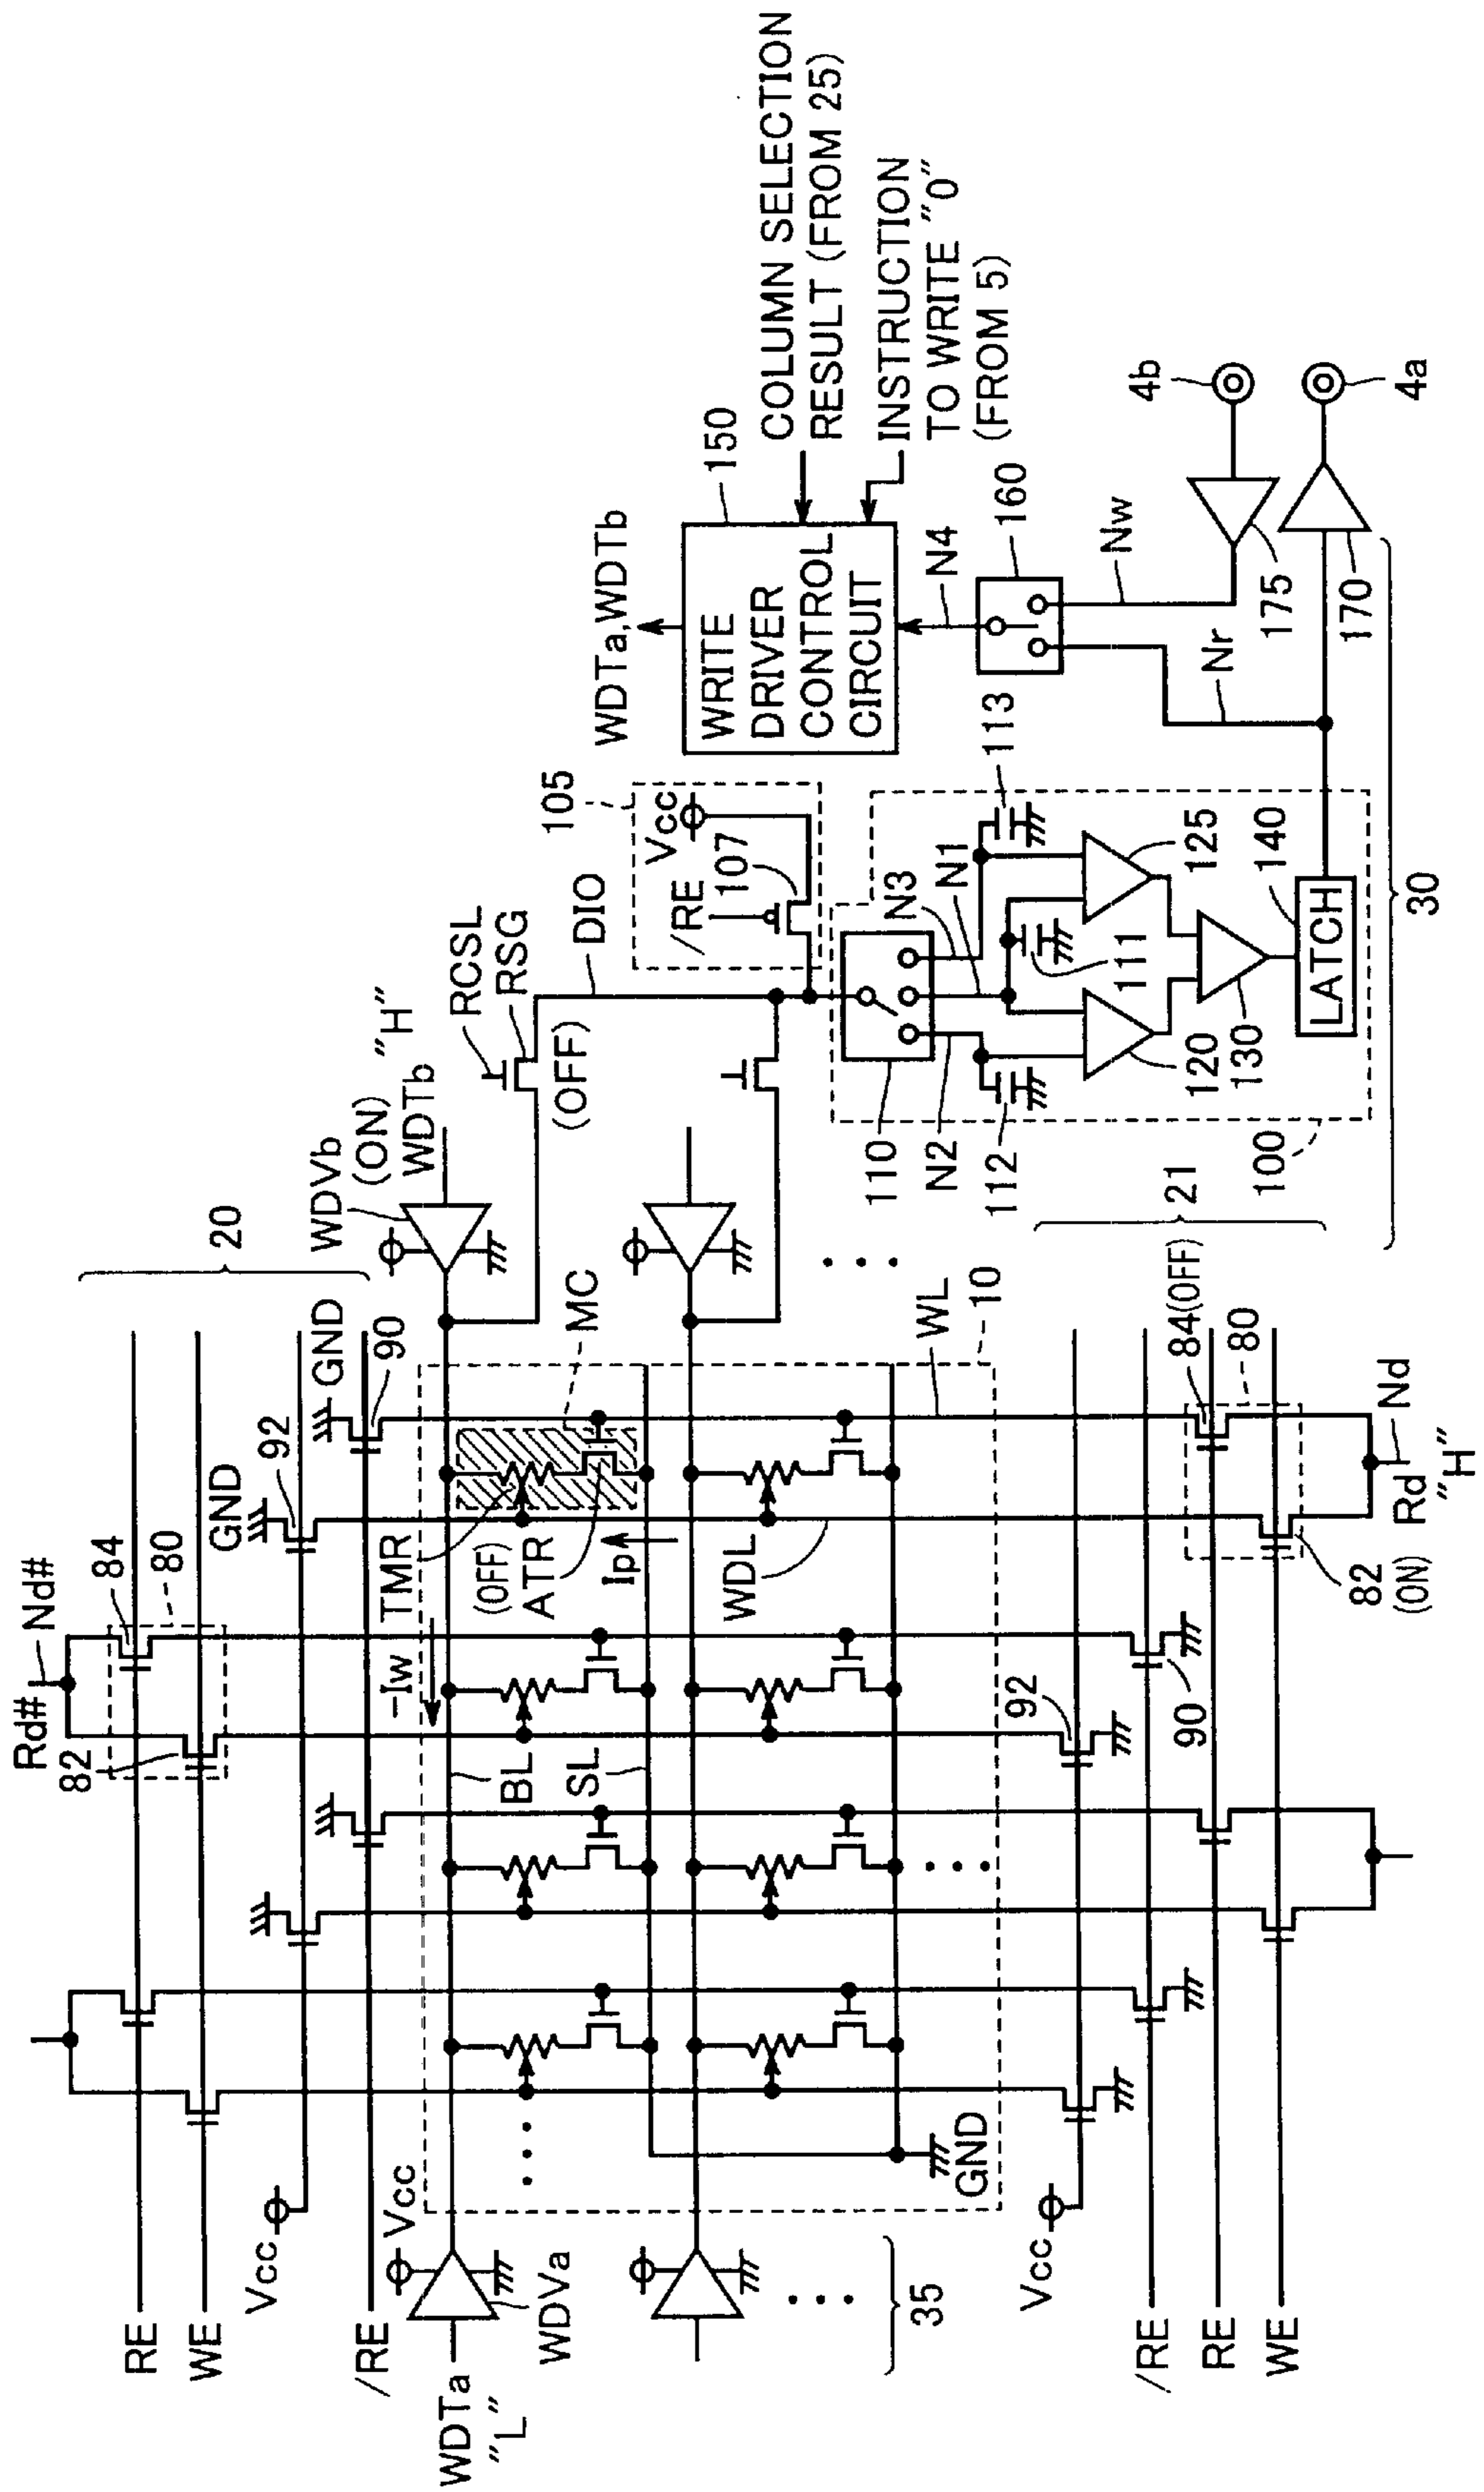 Rd#
Nd#
84
80
82
20
RE
WE
Vcc
/RE
GND
92
GND
90
WDVb
(ON)
WDTb
"H"
RCSL
RSG
(OFF)
DIO
105
Vcc
/RE
107
WDTa,WDTb
WRITE
DRIVER
CONTROL
CIRCUIT
150
COLUMN SELECTION
RESULT (FROM 25)
INSTRUCTION
TO WRITE "0"
(FROM 5)
WDTa
"L"
Vcc
WDVa
35
-Iw
TMR
(OFF)
ATR
Ip
MC
BL
SL
WDL
WL
10
GND
110
N2
N3
N1
112
111
113
120
125
130
LATCH
140
100
N4
160
Nw
Nr
175
170
4b
4a
30
21
Vcc
/RE
RE
WE
92
90
84(OFF)
80
82
(ON)
Rd
"H"
Nd